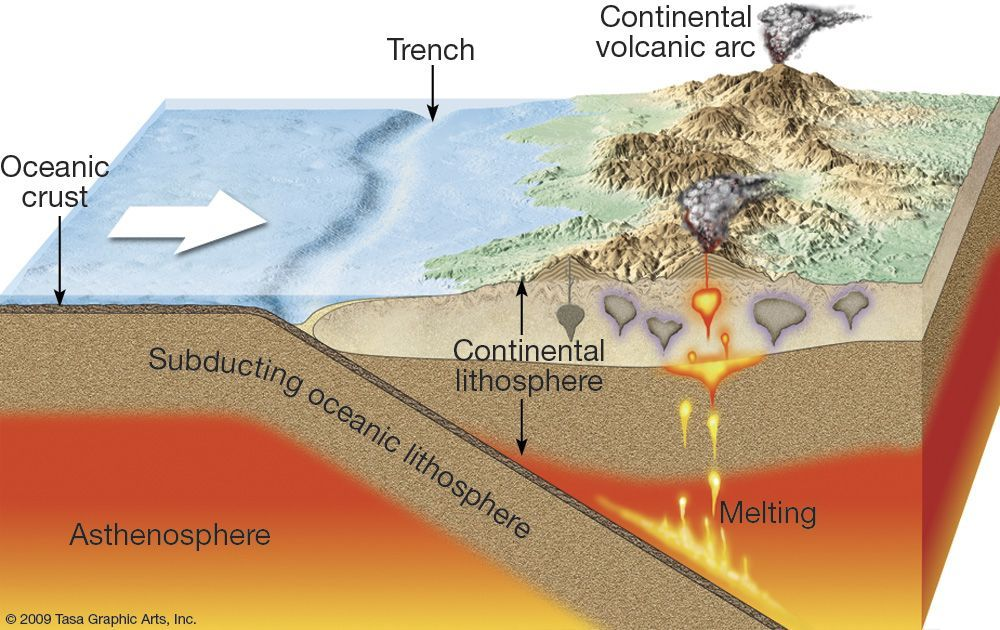 Continental
volcanic arc
Trench
Oceanic
crust
Continental
lithosphere
Subducting oceanic lithosphere
Melting
Asthenosphere
© 2009 Tasa Graphic Arts, Inc.